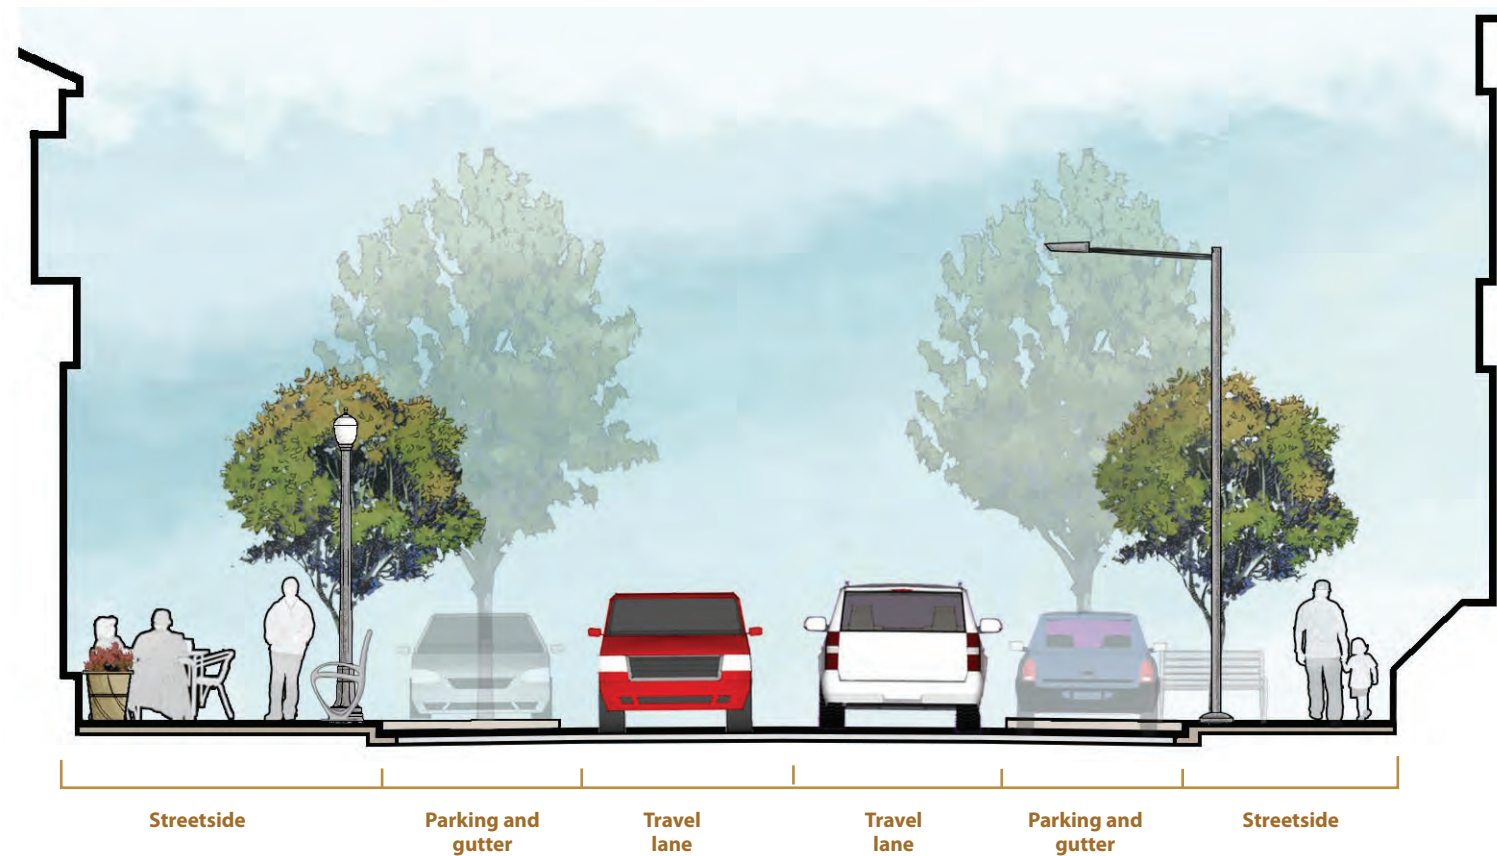 Streetside
Parking and
gutter
Travel
lane
Travel
lane
Parking and
gutter
Streetside